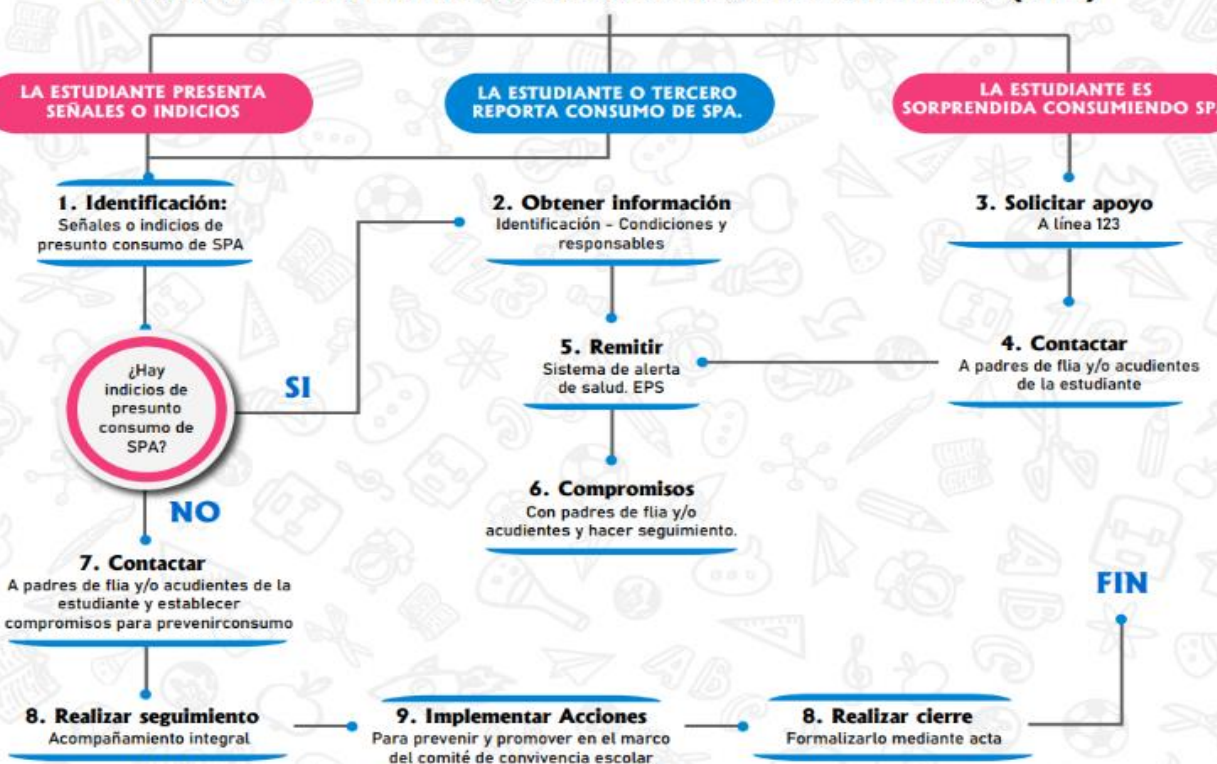 LA ESTUDIANTE PRESENTA
SEÑALES O INDICIOS
LA ESTUDIANTE O TERCERO
REPORTA CONSUMO DE SPA.
LA ESTUDIANTE ES
SORPRENDIDA CONSUMIENDO
1. Identificación:
Señales o indicios de
presunto consumo de SPA
2. Obtener información
Identificación - Condiciones y
responsables
3. Solicitar apoyo
A línea 123
¿Hay
indicios de
presunto
consumo de
SPA?
SI
NO
5. Remitir
Sistema de alerta
de salud. EPS
4. Contactar
A padres de flia y/o acudientes
de la estudiante
6. Compromisos
Con padres de flia y/o
acudientes y hacer seguimiento.
7. Contactar
A padres de flia y/o acudientes de la
estudiante y establecer
compromisos para prevenirconsumo
FIN
8. Realizar seguimiento
Acompañamiento integral
9. Implementar Acciones
Para prevenir y promover en el marco
del comité de convivencia escolar
8. Realizar cierre
Formalizarlo mediante acta